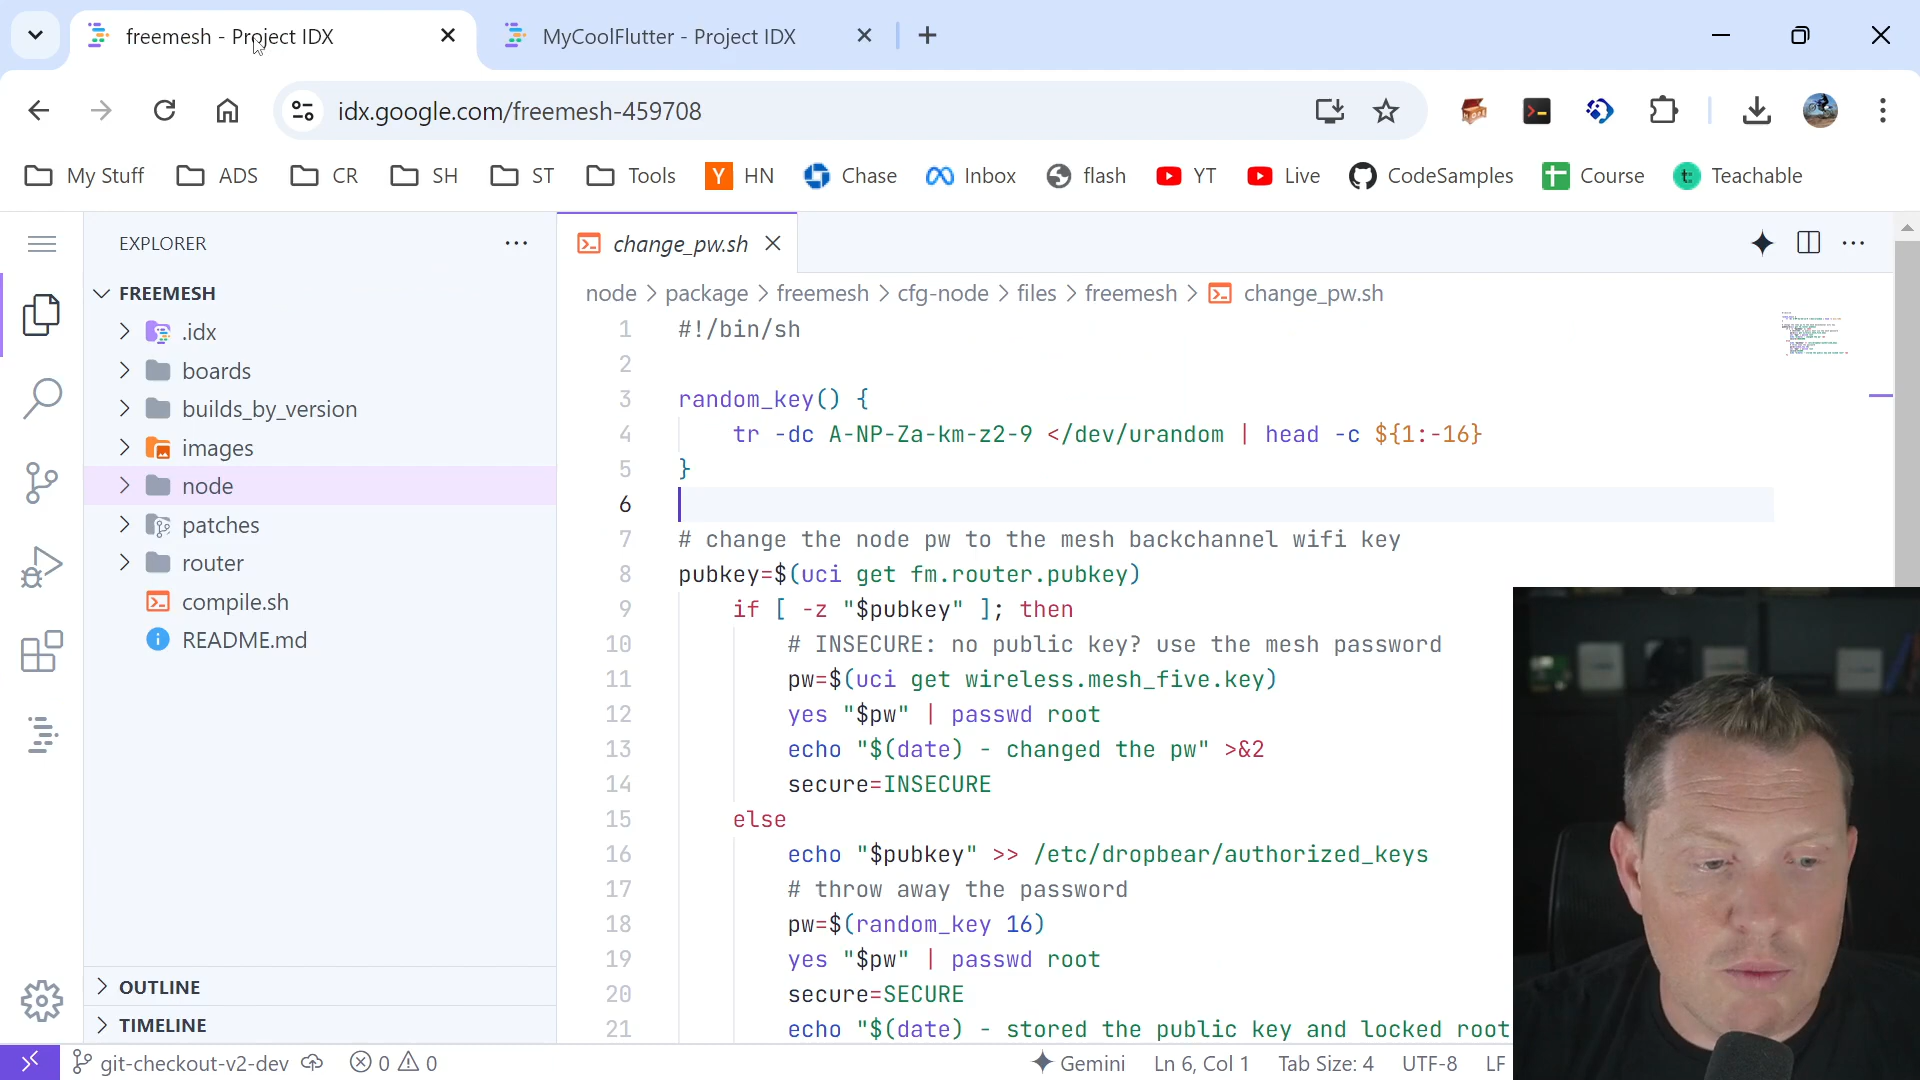 freemesh - Project IDX
MyCoolFlutter - Project IDX
idx.google.com/freemesh-459708
My Stuff
ADS
CR
SH
ST
Tools
HN
Chase
Inbox
flash
YT
Live
CodeSamples
Course
Teachable
EXPLORER
FREEMESH
.idx
boards
builds_by_version
images
node
patches
router
compile.sh
README.md
OUTLINE
TIMELINE
change_pw.sh
node > package > freemesh > cfg-node > files > freemesh > change_pw.sh
1 #!/bin/sh
2
3 random_key() {
4 tr -dc A-NP-Za-km-z2-9 </dev/urandom | head -c ${1:-16}
5 }
6
7 # change the node pw to the mesh backchannel wifi key
8 pubkey=$(uci get fm.router.pubkey)
9 if [ -z "$pubkey" ]; then
10 # INSECURE: no public key? use the mesh password
11 pw=$(uci get wireless.mesh_five.key)
12 yes "$pw" | passwd root
13 echo "$(date) - changed the pw" >&2
14 secure=INSECURE
15 else
16 echo "$pubkey" >> /etc/dropbear/authorized_keys
17 # throw away the password
18 pw=$(random_key 16)
19 yes "$pw" | passwd root
20 secure=SECURE
21 echo "$(date) - stored the public key and locked root
git-checkout-v2-dev
0
0
Gemini
Ln 6, Col 1
Tab Size: 4
UTF-8
LF